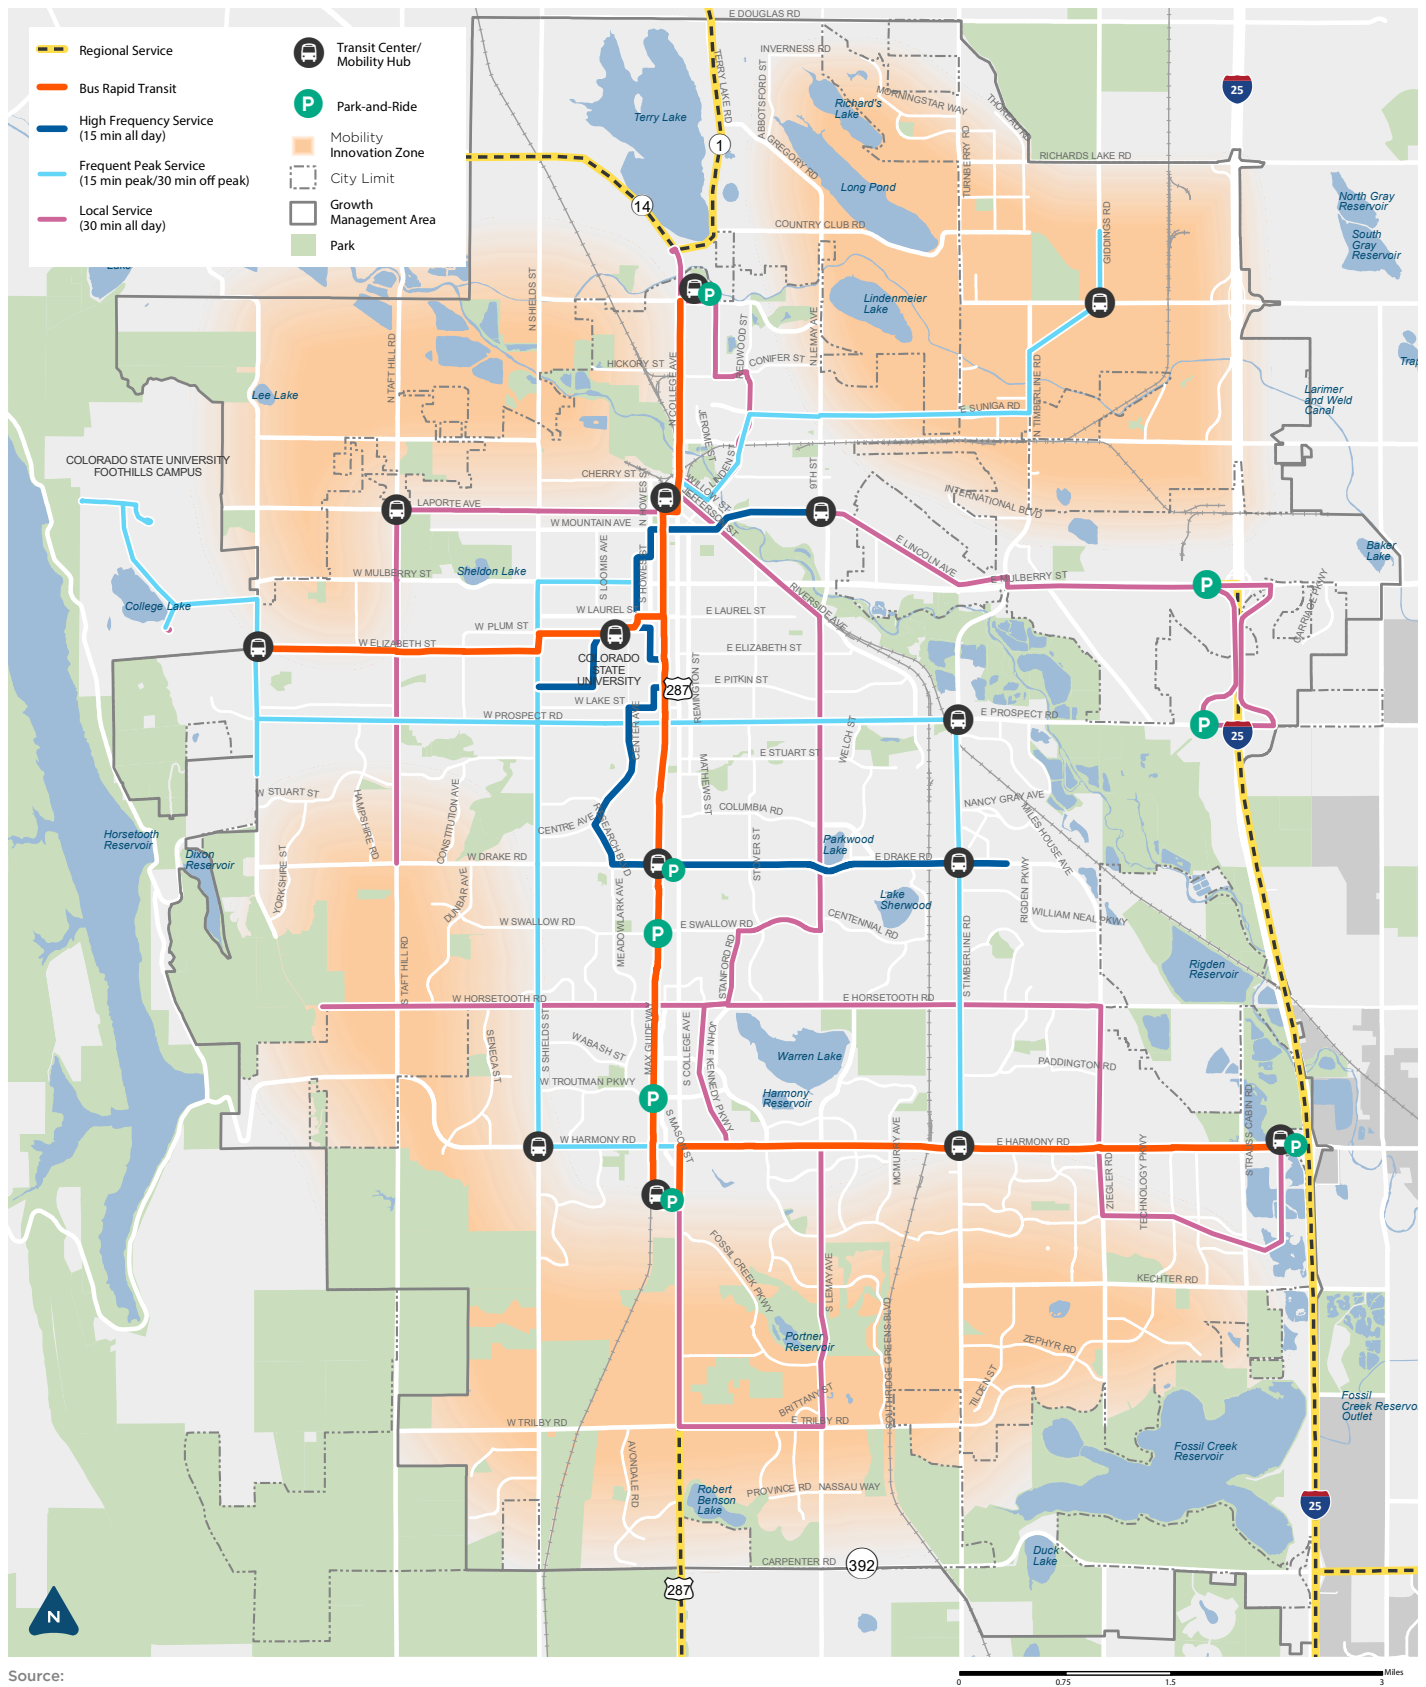 Regional Service
Bus Rapid Transit
High Frequency Service
(15 min all day)
Frequent Peak Service
(15 min peak/30 min off peak)
Local Service
(30 min all day)
Transit Center/
Mobility Hub
P
Park-and-Ride
Mobility
Innovation Zone
City Limit
Growth
Management Area
Park
E DOUGLAS RD
INVERNESS RD
TERRY LAKE RD
ABBOTSFORD ST
MORNINGSTAR WAY
THOREAU RD
25
Terry Lake
Richard's
Lake
1
GREGORY RD
TURNBERRY RD
RICHARDS LAKE RD
Long Pond
14
COUNTRY CLUB RD
GIDDINGS RD
North Gray
Reservoir
South
Gray
Reservoir
Lake
N SHIELDS ST
P
Lindenmeier
Lake
N TAFT HILL RD
HICKORY ST
N COLLEGE AVE
REDWOOD ST
CONIFER ST
N LEMAY AVE
N TIMBERLINE RD
Lee Lake
E SUNIGA RD
Larimer
and Weld
Canal
JEROME ST
LINDEN ST
COLORADO STATE UNIVERSITY
FOOTHILLS CAMPUS
CHERRY ST
N HOWES ST
WILLOW ST
JEFFERSON ST
9TH ST
INTERNATIONAL BLVD
LAPORTE AVE
W MOUNTAIN AVE
E LINCOLN AVE
Baker
Lake
W MULBERRY ST
Sheldon Lake
S LOOMIS AVE
S HOWES ST
E MULBERRY ST
P
CARRIAGE PKWY
College Lake
W LAUREL ST
E LAUREL ST
RIVERSIDE AVE
W PLUM ST
W ELIZABETH ST
E ELIZABETH ST
COLORADO
STATE
UNIVERSITY
REMINGTON ST
E PITKIN ST
287
W LAKE ST
CENTER AVE
W PROSPECT RD
E PROSPECT RD
P
25
E STUART ST
WELCH ST
W STUART ST
HAMPSHIRE RD
CONSTITUTION AVE
MATHEWS ST
COLUMBIA RD
NANCY GRAY AVE
MILES HOUSE AVE
CENTRE AVE
RESEARCH BLVD
Horsetooth
Reservoir
Dixon
Reservoir
YORKSHIRE ST
W DRAKE RD
P
STOVER ST
Parkwood
Lake
E DRAKE RD
DUNBAR AVE
MEADOWLARK AVE
Lake
Sherwood
RIGDEN PKWY
WILLIAM NEAL PKWY
W SWALLOW RD
P
E SWALLOW RD
CENTENNIAL RD
S TAFT HILL RD
STANFORD RD
S TIMBERLINE RD
Rigden
Reservoir
W HORSETOOTH RD
E HORSETOOTH RD
SENECA ST
S SHIELDS ST
WABASH ST
MAX GUIDEWAY
S COLLEGE AVE
JOHN F KENNEDY PKWY
Warren Lake
PADDINGTON RD
W TROUTMAN PKWY
P
Harmony
Reservoir
STRAUSS CABIN RD
S MASON ST
W HARMONY RD
MCMURRY AVE
E HARMONY RD
P
ZIEGLER RD
TECHNOLOGY PKWY
P
FOSSIL CREEK PKWY
S LEMAY AVE
KECHTER RD
SOUTHRIDGE GREENS BLVD
Portner
Reservoir
ZEPHYR RD
TILDEN ST
BRITTANY ST
Fossil
Outlet
W TRILBY RD
E TRILBY RD
AVONDALE RD
Fossil Creek
Reservoir
Robert
Benson
Lake
PROVINCE RD
NASSAU WAY
25
CARPENTER RD
392
Duck
Lake
287
N
Source:
0
0.75
1.5
3
Miles